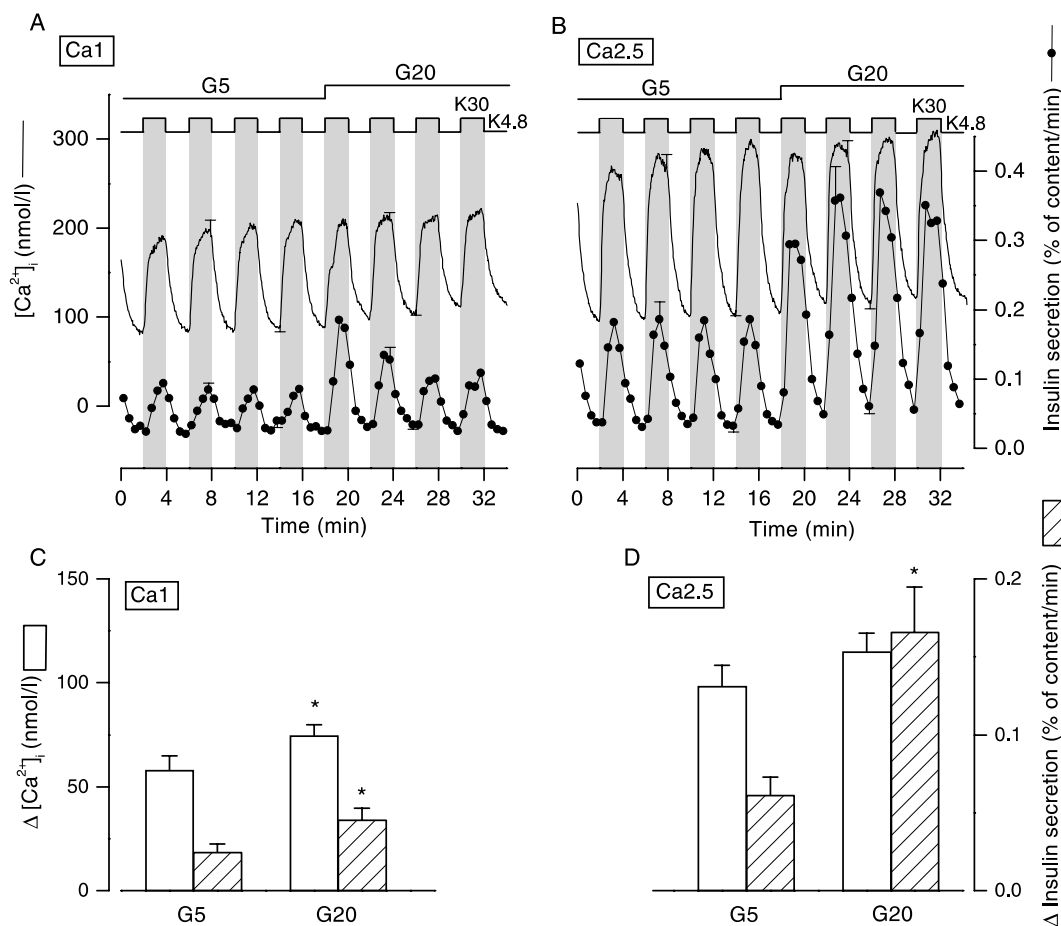 A
Ca1
G5
G20
K30
K4.8
[Ca2+]i (nmol/l)
300
200
100
0
0 4 8 12 16 20 24 28 32
Time (min)
B
Ca2.5
G5
G20
K30
K4.8
0.4
0.3
0.2
0.1
0.0
Insulin secretion (% of content/min)
0 4 8 12 16 20 24 28 32
Time (min)
C
Ca1
Δ [Ca2+]i (nmol/l)
150
100
50
0
*
*
G5 G20
D
Ca2.5
*
0.2
0.1
0.0
Δ Insulin secretion (% of content/min)
G5 G20